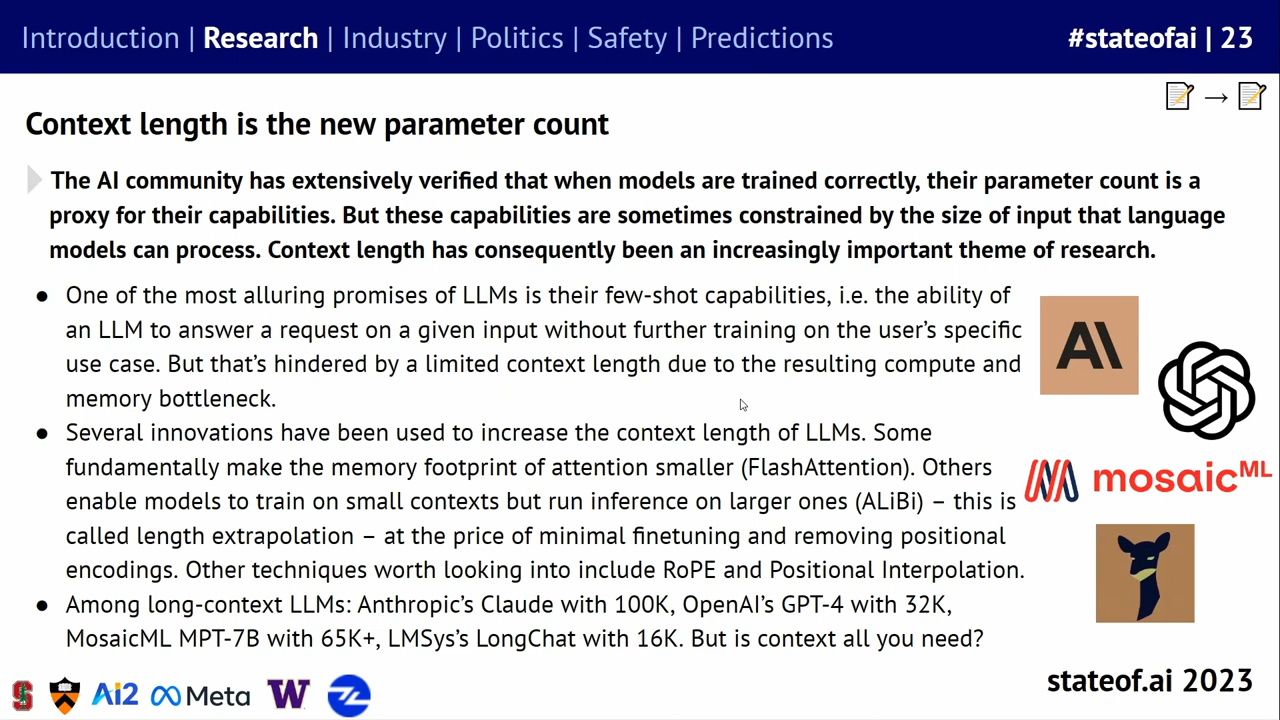 Introduction | Research | Industry | Politics | Safety | Predictions
#stateofai | 23
Context length is the new parameter count
The AI community has extensively verified that when models are trained correctly, their parameter count is a
proxy for their capabilities. But these capabilities are sometimes constrained by the size of input that language
models can process. Context length has consequently been an increasingly important theme of research.
● One of the most alluring promises of LLMs is their few-shot capabilities, i.e. the ability of
an LLM to answer a request on a given input without further training on the user's specific
use case. But that's hindered by a limited context length due to the resulting compute and
memory bottleneck.
● Several innovations have been used to increase the context length of LLMs. Some
fundamentally make the memory footprint of attention smaller (FlashAttention). Others
enable models to train on small contexts but run inference on larger ones (ALiBi) – this is
called length extrapolation – at the price of minimal finetuning and removing positional
encodings. Other techniques worth looking into include RoPE and Positional Interpolation.
● Among long-context LLMs: Anthropic's Claude with 100K, OpenAI's GPT-4 with 32K,
MosaicML MPT-7B with 65K+, LMSys's LongChat with 16K. But is context all you need?
A\
mosaicML
S
Ai2
Meta
W
stateof.ai 2023